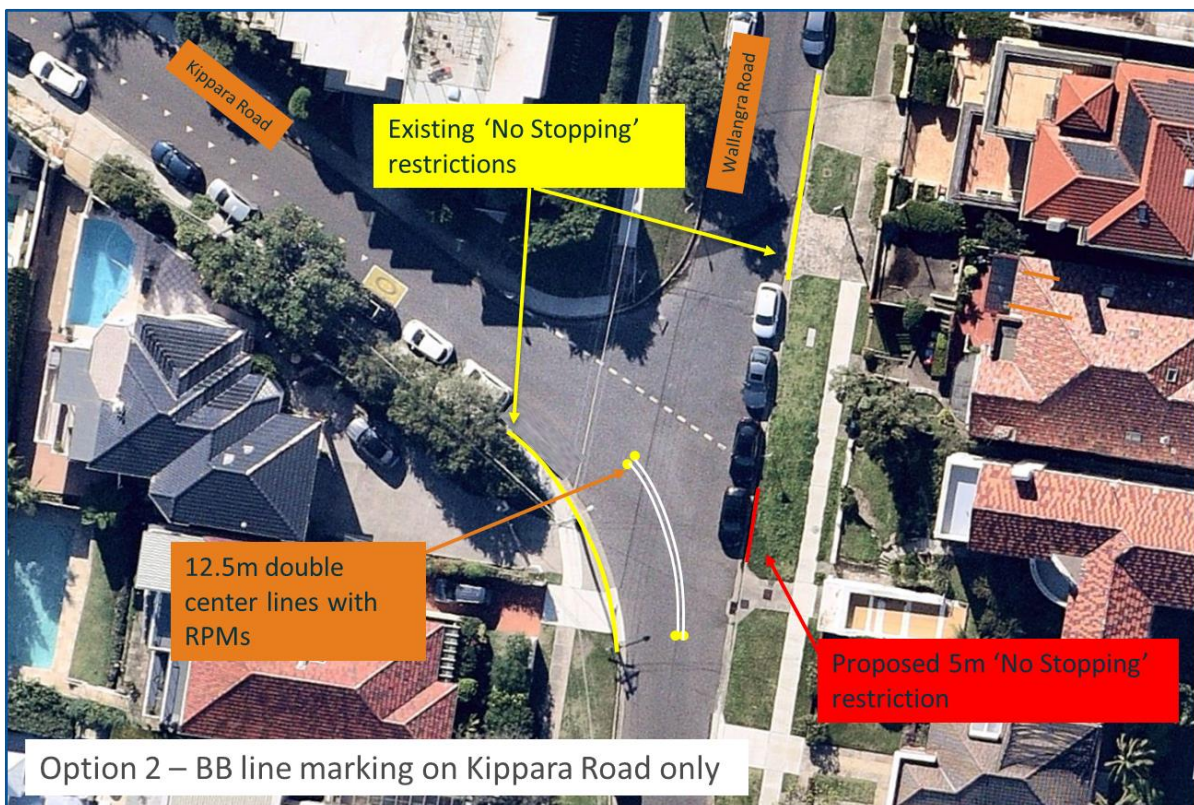 Kippara Road
Wallangra Road
Existing ‘No Stopping’
restrictions
12.5m double
center lines with
RPMs
Proposed 5m ‘No Stopping’
restriction
Option 2 – BB line marking on Kippara Road only